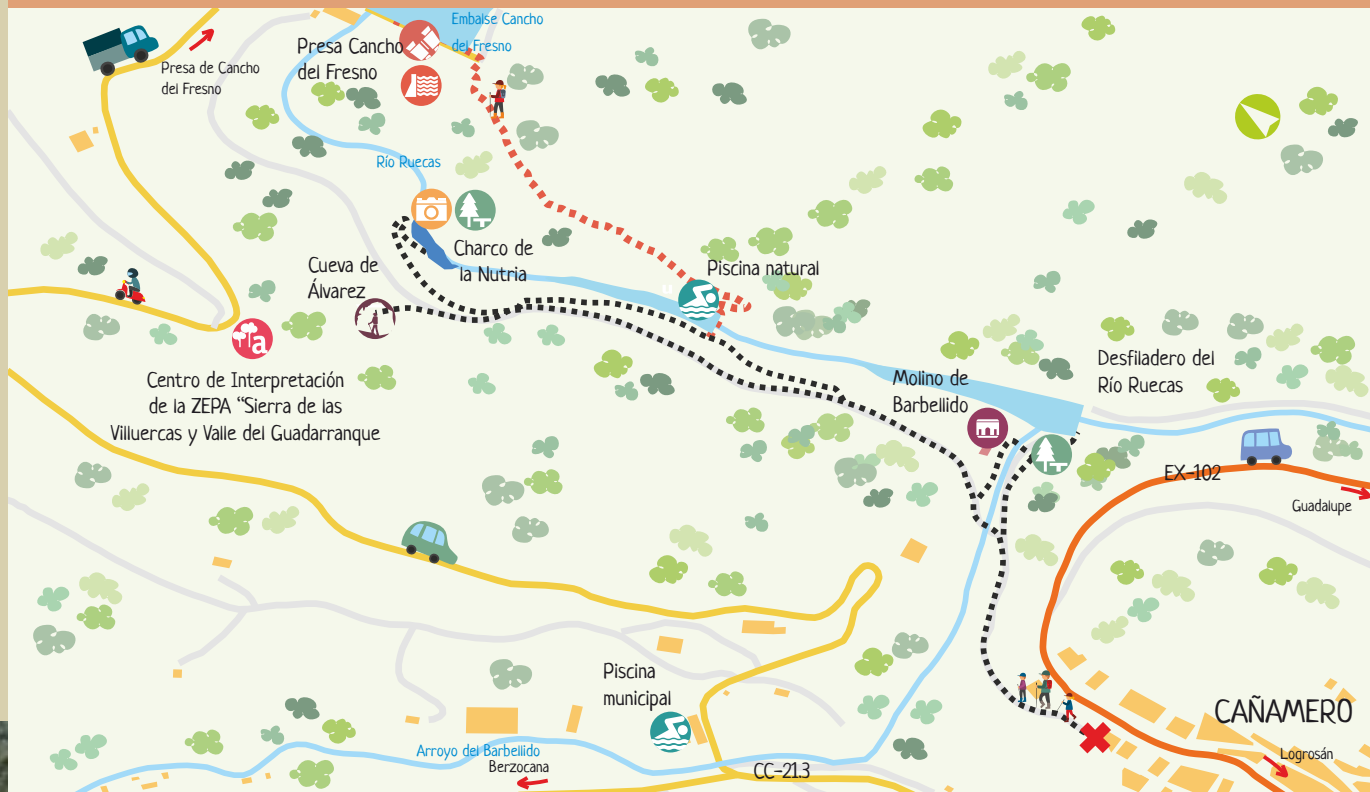 Embalse Cancho
del Fresno
Presa Cancho
del Fresno
Presa de Cancho
del Fresno
Río Ruecas
Charco de
la Nutria
Cueva de
Álvarez
Piscina natural
u
a
Centro de Interpretación
de la ZEPA “Sierra de las
Villuercas y Valle del Guadarranque
Molino de
Barbellido
Desfiladero del
Río Ruecas
EX-102
Guadalupe
Piscina
municipal
CAÑAMERO
Logrosán
Arroyo del Barbellido
Berzocana
CC-21.3